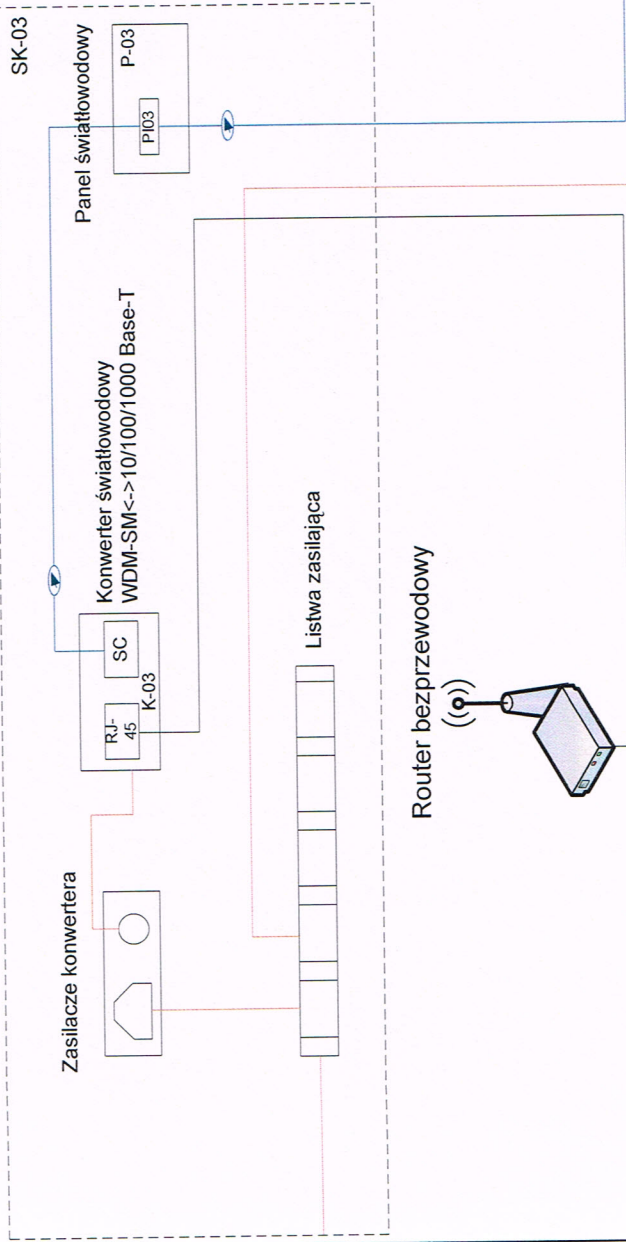 SK-03
Panel światłowodowy
P-03
PI03
Konwerter światłowodowy
WDM-SM<->10/100/1000 Base-T
SC
RJ-
45
K-03
Zasilacze konwertera
Listwa zasilająca
Router bezprzewodowy